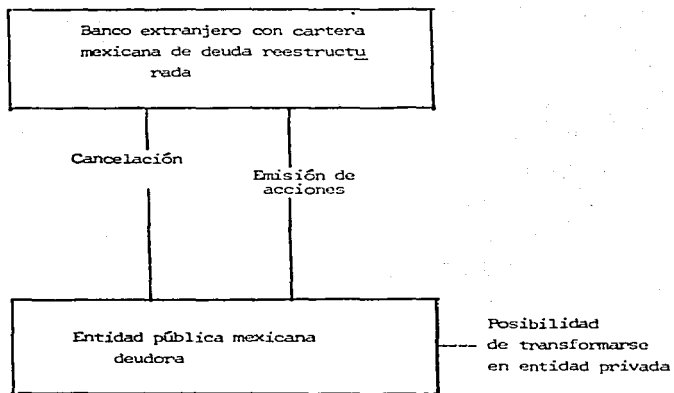 Banco extranjero con cartera
mexicana de deuda reestructu
rada
Cancelación
Emisión de
acciones
Entidad pública mexicana
deudora
Posibilidad
de transformarse
en entidad privada